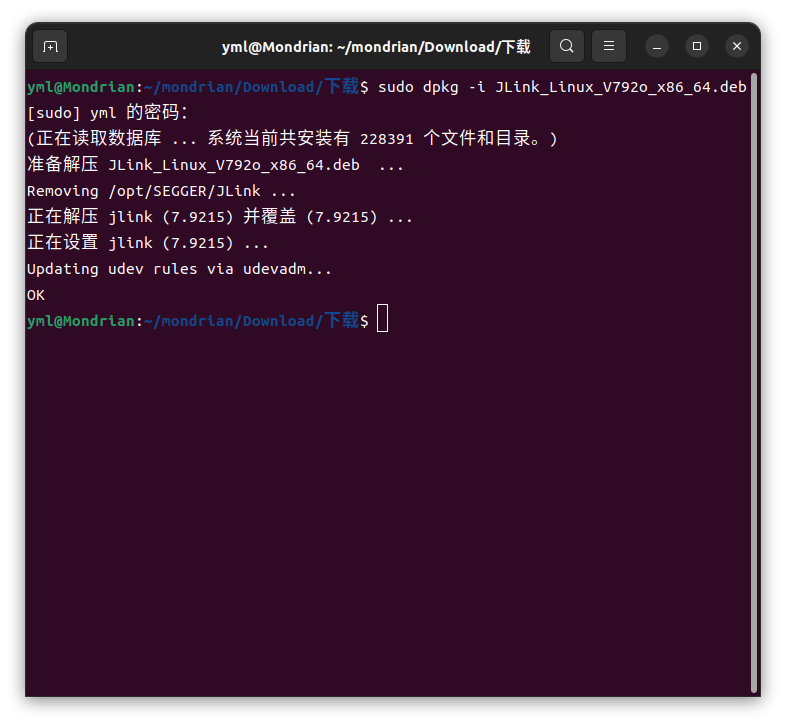 yml@Mondrian: ~/mondrian/Download/下载
yml@Mondrian:~/mondrian/Download/下载$ sudo dpkg -i JLink_Linux_V792o_x86_64.deb
[sudo] yml 的密码：
(正在读取数据库 ... 系统当前共安装有 228391 个文件和目录。)
准备解压 JLink_Linux_V792o_x86_64.deb  ...
Removing /opt/SEGGER/JLink ...
正在解压 jlink (7.9215) 并覆盖 (7.9215) ...
正在设置 jlink (7.9215) ...
Updating udev rules via udevadm...
OK
yml@Mondrian:~/mondrian/Download/下载$